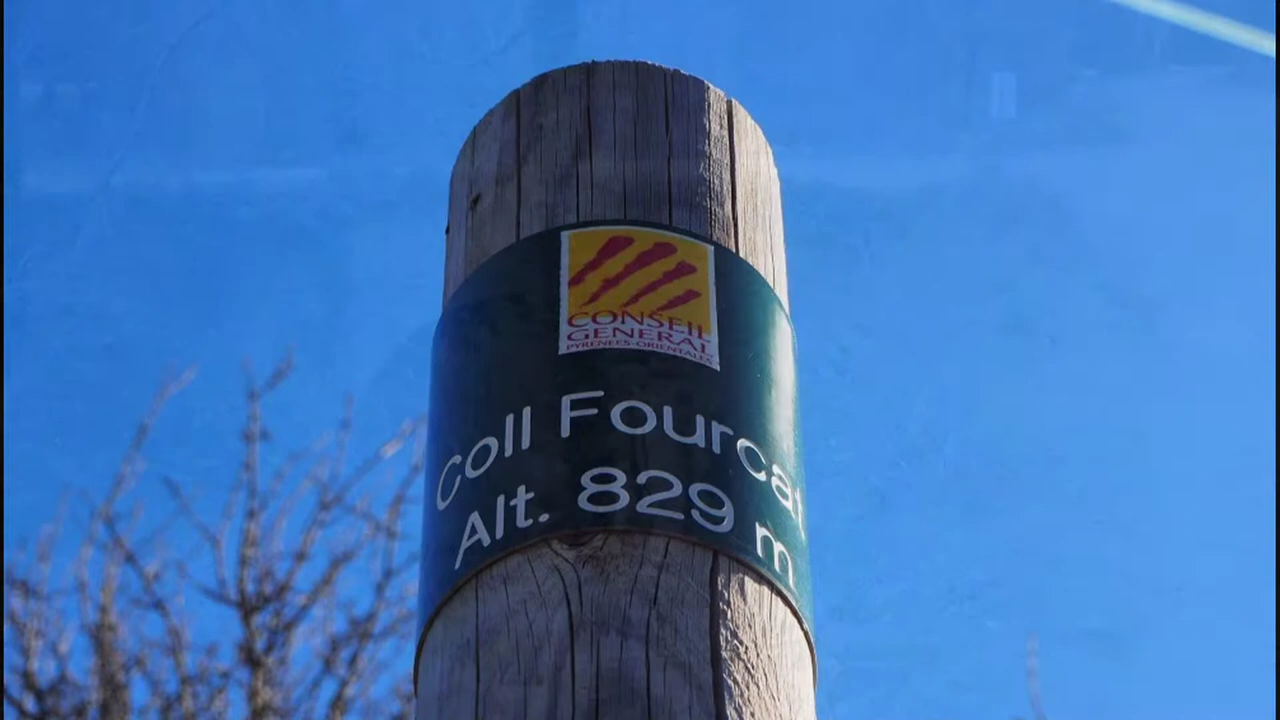 CONSEIL
GENERAL
PYRENEES-ORIENTALES
Coll Fourcat
Alt. 829 m